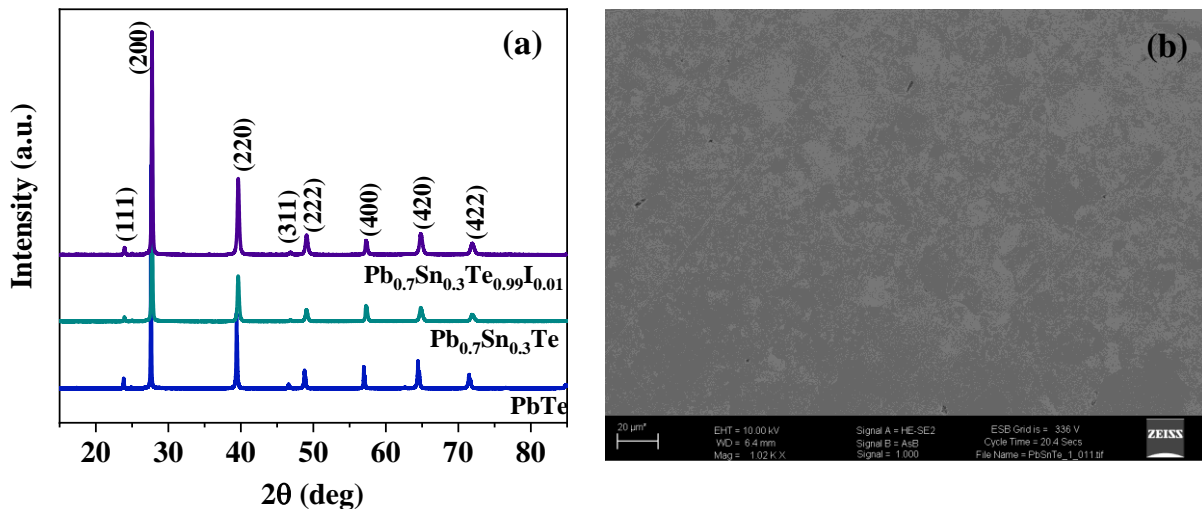 (a)
(200)
(220)
(111)
(311)
(222)
(400)
(420)
(422)
Intensity (a.u.)
Pb0.7Sn0.3Te0.99I0.01
Pb0.7Sn0.3Te
PbTe
20 30 40 50 60 70 80
2θ (deg)
(b)
20 µm*
EHT = 10.00 kV
WD = 6.4 mm
Mag = 1.02 K X
Signal A = HE-SE2
Signal B = AsB
Signal = 1.000
ESB Grid is = 336 V
Cycle Time = 20.4 Secs
File Name = PbSnTe_1_011.tif
ZEISS